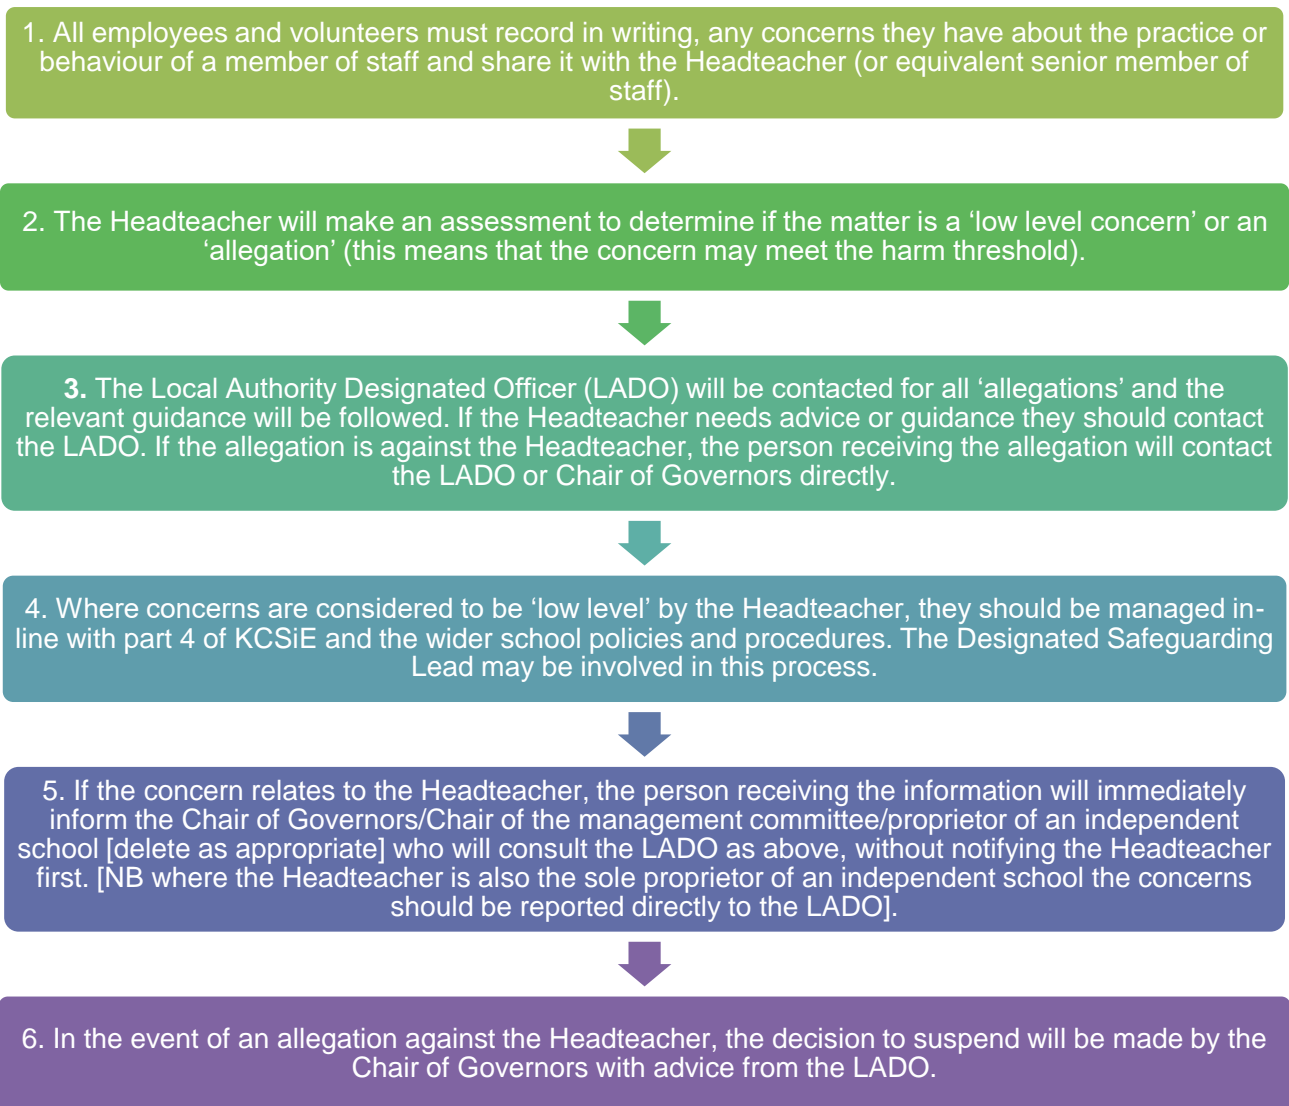 1. All employees and volunteers must record in writing, any concerns they have about the practice or
behaviour of a member of staff and share it with the Headteacher (or equivalent senior member of
staff).
2. The Headteacher will make an assessment to determine if the matter is a ‘low level concern’ or an
‘allegation’ (this means that the concern may meet the harm threshold).
3. The Local Authority Designated Officer (LADO) will be contacted for all ‘allegations’ and the
relevant guidance will be followed. If the Headteacher needs advice or guidance they should contact
the LADO. If the allegation is against the Headteacher, the person receiving the allegation will contact
the LADO or Chair of Governors directly.
4. Where concerns are considered to be ‘low level’ by the Headteacher, they should be managed in-
line with part 4 of KCSiE and the wider school policies and procedures. The Designated Safeguarding
Lead may be involved in this process.
5. If the concern relates to the Headteacher, the person receiving the information will immediately
inform the Chair of Governors/Chair of the management committee/proprietor of an independent
school [delete as appropriate] who will consult the LADO as above, without notifying the Headteacher
first. [NB where the Headteacher is also the sole proprietor of an independent school the concerns
should be reported directly to the LADO].
6. In the event of an allegation against the Headteacher, the decision to suspend will be made by the
Chair of Governors with advice from the LADO.